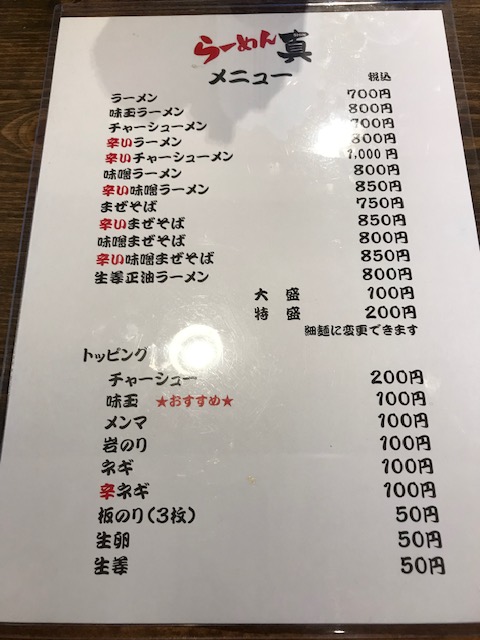 らーめん 真
メニュー 税込
ラーメン 700円
味玉ラーメン 800円
チャーシューメン
辛いラーメン 800円
辛いチャーシューメン 1,000円
味噌ラーメン 800円
辛い味噌ラーメン 850円
まぜそば 750円
辛いまぜそば 850円
味噌まぜそば 800円
辛い味噌まぜそば 850円
生姜正油ラーメン 800円
大 盛 100円
特 盛 200円
細麺に変更できます
トッピング
チャーシュー 200円
味玉 ★おすすめ★ 100円
メンマ 100円
岩のり 100円
ネギ 100円
辛ネギ 100円
板のり(3枚) 50円
生卵 50円
生姜 50円